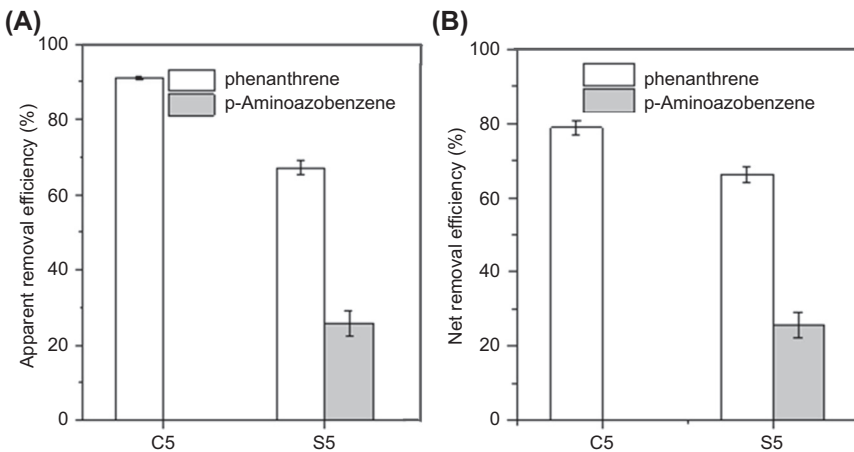 (A)
Apparent removal efficiency (%)
100
80
60
40
20
0
phenanthrene
p-Aminoazobenzene
C5
S5
(B)
Net removal efficiency (%)
100
80
60
40
20
0
phenanthrene
p-Aminoazobenzene
C5
S5